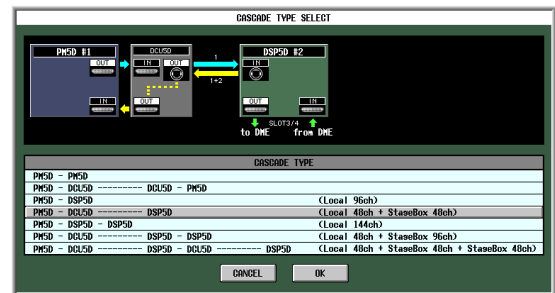 CASCADE TYPE SELECT
PM5D #1
DCU5D
DSP5D #2
OUT
IN
OUT
1
IN
1+2
IN
OUT
OUT
IN
SLOT3/4
to DME
from DME
CASCADE TYPE
PM5D - PM5D
PM5D - DCU5D --------- DCU5D - PM5D
PM5D - DSP5D (Local 96ch)
PM5D - DCU5D --------- DSP5D (Local 48ch + StageBox 48ch)
PM5D - DSP5D - DSP5D (Local 144ch)
PM5D - DCU5D --------- DSP5D - DSP5D (Local 48ch + StageBox 96ch)
PM5D - DCU5D --------- DSP5D - DCU5D --------- DSP5D (Local 48ch + StageBox 48ch + StageBox 48ch)
CANCEL
OK